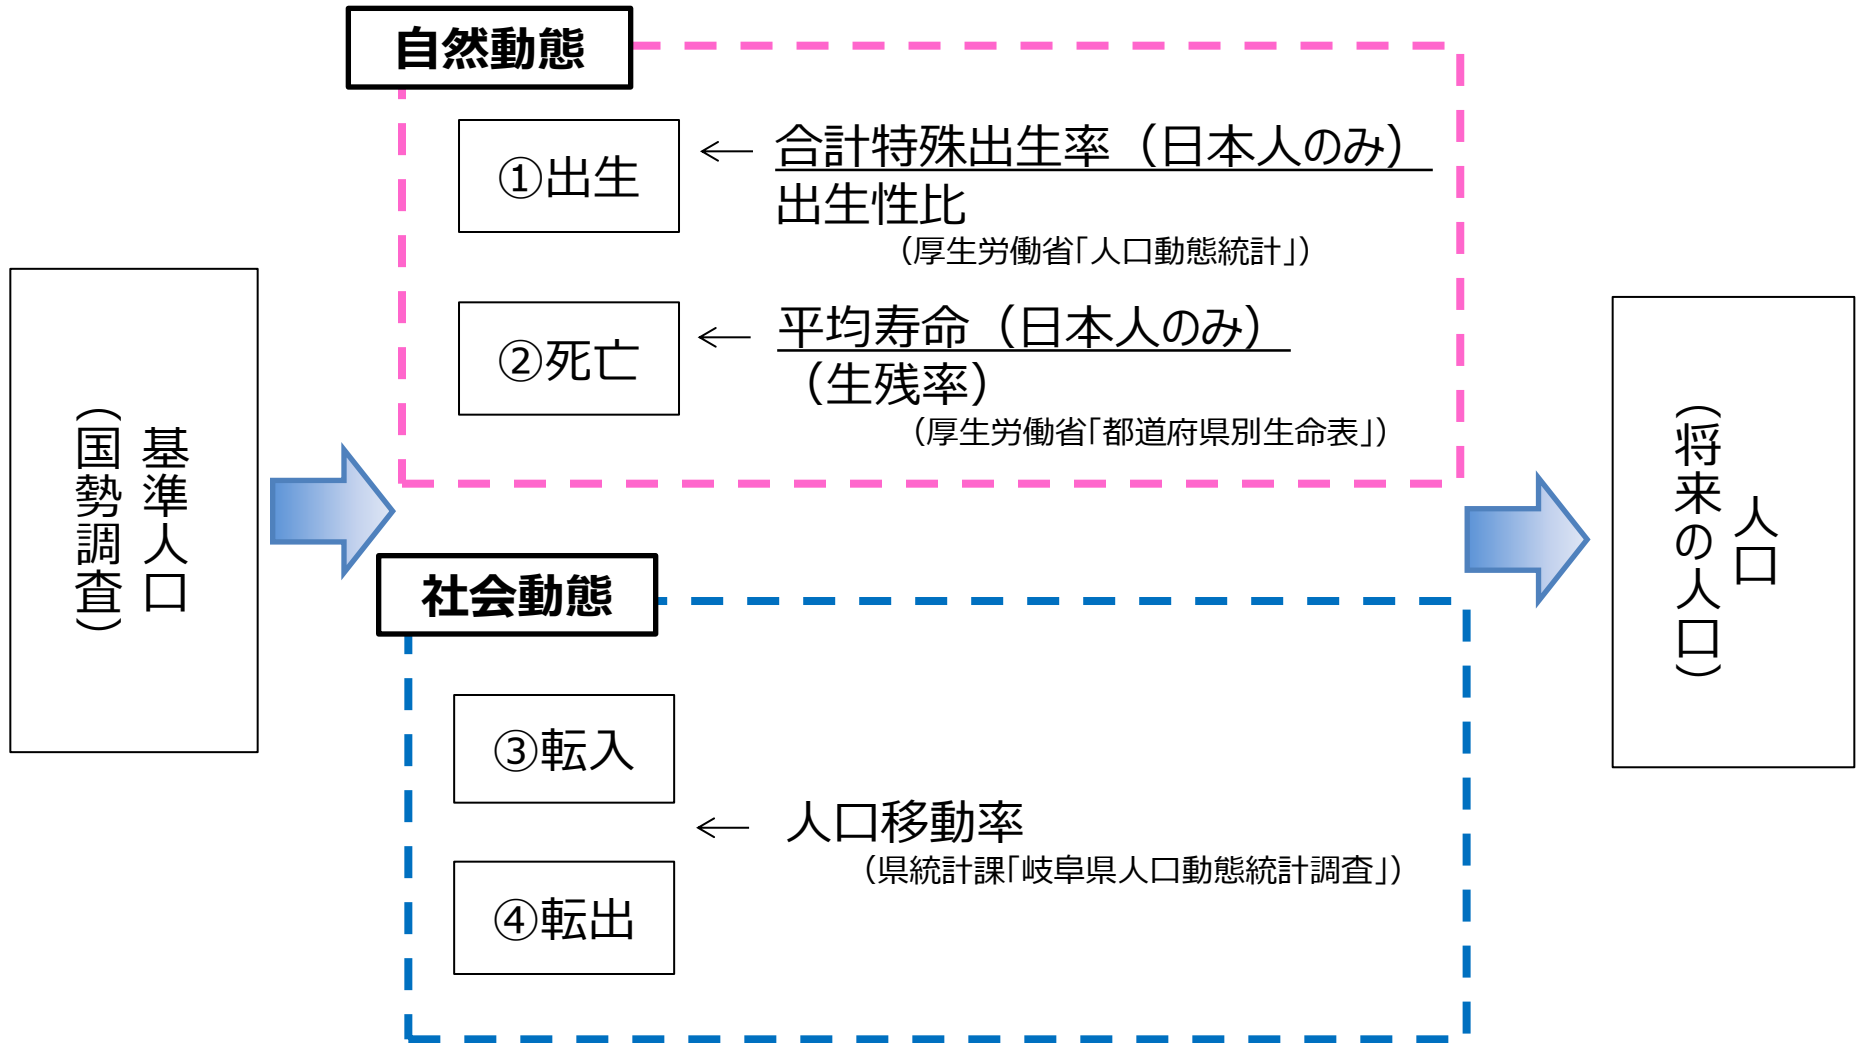 基準人口
（国勢調査）
自然動態
①出生
合計特殊出生率（日本人のみ）
出生性比
（厚生労働省「人口動態統計」）
②死亡
平均寿命（日本人のみ）
（生残率）
（厚生労働省「都道府県別生命表」）
社会動態
③転入
人口移動率
（県統計課「岐阜県人口動態統計調査」）
④転出
人口
（将来の人口）